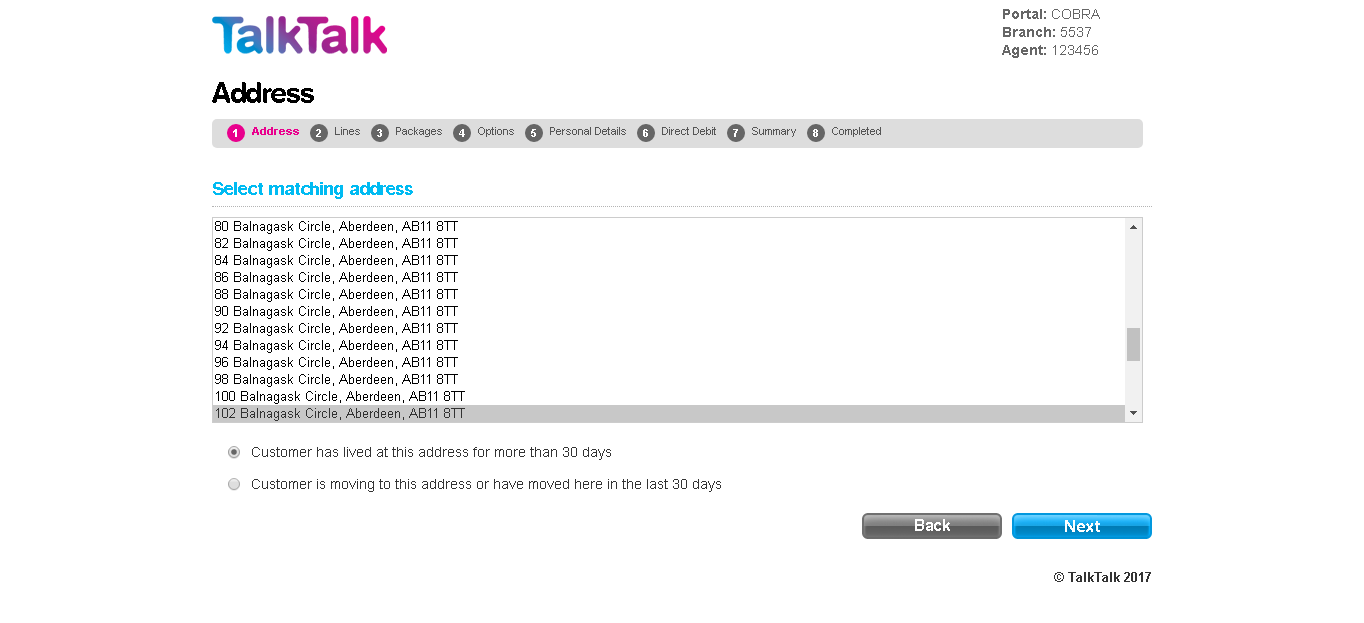 TalkTalk
Portal: COBRA
Branch: 5537
Agent: 123456
Address
1 Address 2 Lines 3 Packages 4 Options 5 Personal Details 6 Direct Debit 7 Summary 8 Completed
Select matching address
80 Balnagask Circle, Aberdeen, AB11 8TT
82 Balnagask Circle, Aberdeen, AB11 8TT
84 Balnagask Circle, Aberdeen, AB11 8TT
86 Balnagask Circle, Aberdeen, AB11 8TT
88 Balnagask Circle, Aberdeen, AB11 8TT
90 Balnagask Circle, Aberdeen, AB11 8TT
92 Balnagask Circle, Aberdeen, AB11 8TT
94 Balnagask Circle, Aberdeen, AB11 8TT
96 Balnagask Circle, Aberdeen, AB11 8TT
98 Balnagask Circle, Aberdeen, AB11 8TT
100 Balnagask Circle, Aberdeen, AB11 8TT
102 Balnagask Circle, Aberdeen, AB11 8TT
Customer has lived at this address for more than 30 days
Customer is moving to this address or have moved here in the last 30 days
Back Next
© TalkTalk 2017